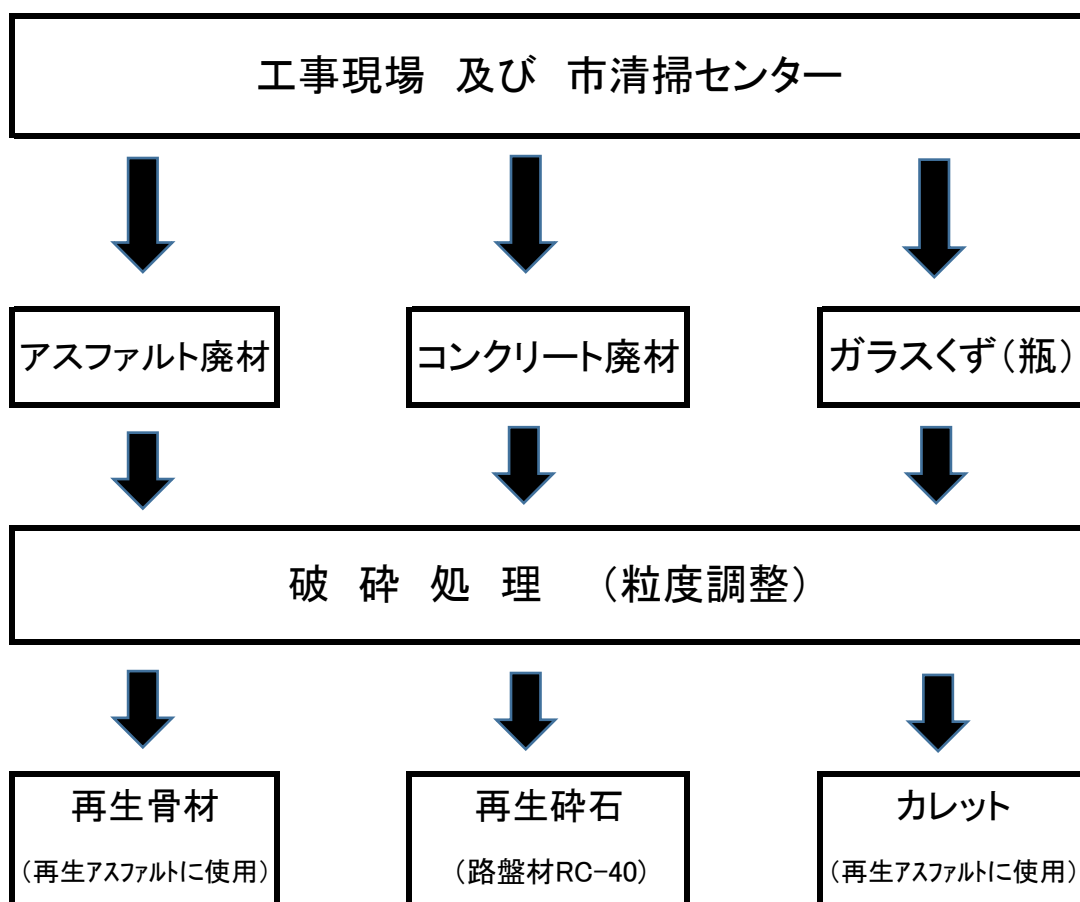 工事現場　及び　市清掃センター
アスファルト廃材
コンクリート廃材
ガラスくず（瓶）
破　砕　処　理　（粒度調整）
再生骨材
（再生アスファルトに使用）
再生砕石
（路盤材RC-40）
カレット
（再生アスファルトに使用）